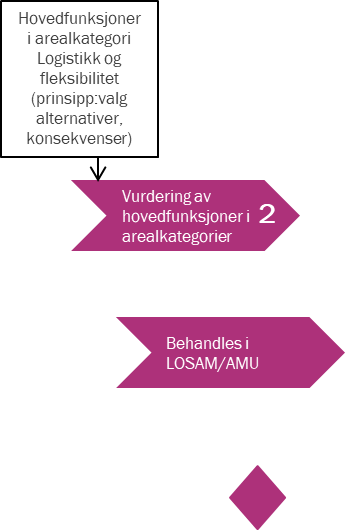 Hovedfunksjoner
i arealkategori
Logistikk og
fleksibilitet
(prinsipp:valg
alternativer,
konsekvenser)
Vurdering av
hovedfunksjoner i
arealkategorier
2
Behandles i
LOSAM/AMU